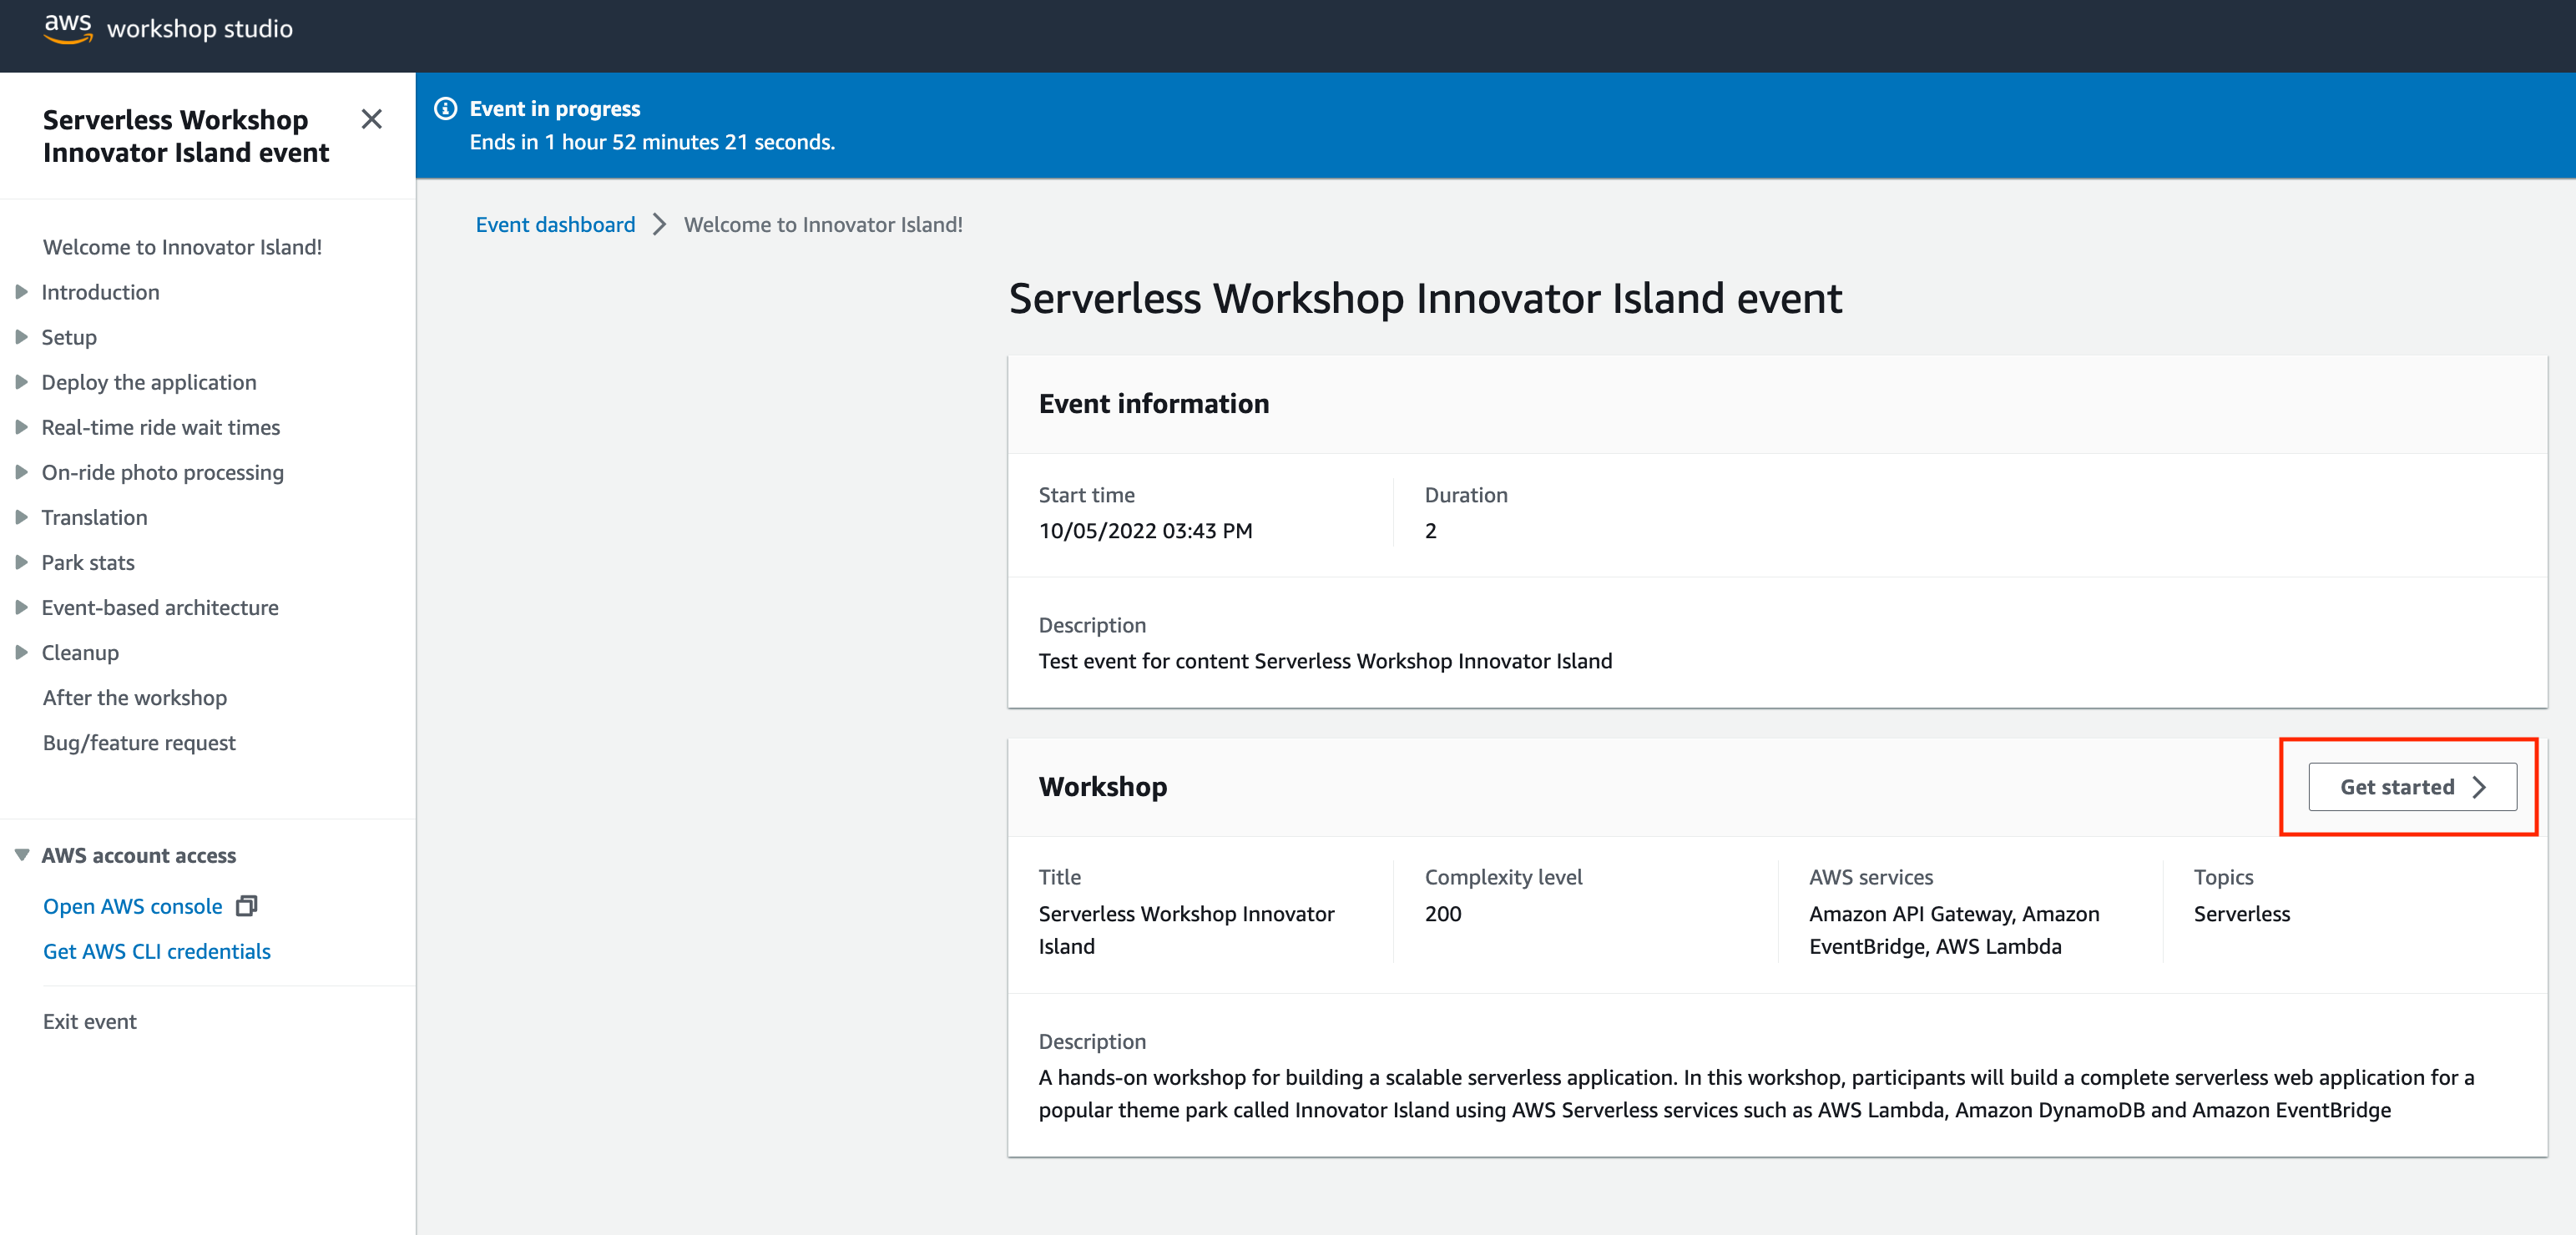 aws workshop studio
Serverless Workshop
Innovator Island event
Welcome to Innovator Island!
Introduction
Setup
Deploy the application
Real-time ride wait times
On-ride photo processing
Translation
Park stats
Event-based architecture
Cleanup
After the workshop
Bug/feature request
AWS account access
Open AWS console
Get AWS CLI credentials
Exit event
Event in progress
Ends in 1 hour 52 minutes 21 seconds.
Event dashboard
Welcome to Innovator Island!
Serverless Workshop Innovator Island event
Event information
Start time
10/05/2022 03:43 PM
Duration
2
Description
Test event for content Serverless Workshop Innovator Island
Workshop
Get started
Title
Serverless Workshop Innovator
Island
Complexity level
200
AWS services
Amazon API Gateway, Amazon
EventBridge, AWS Lambda
Topics
Serverless
Description
A hands-on workshop for building a scalable serverless application. In this workshop, participants will build a complete serverless web application for a
popular theme park called Innovator Island using AWS Serverless services such as AWS Lambda, Amazon DynamoDB and Amazon EventBridge